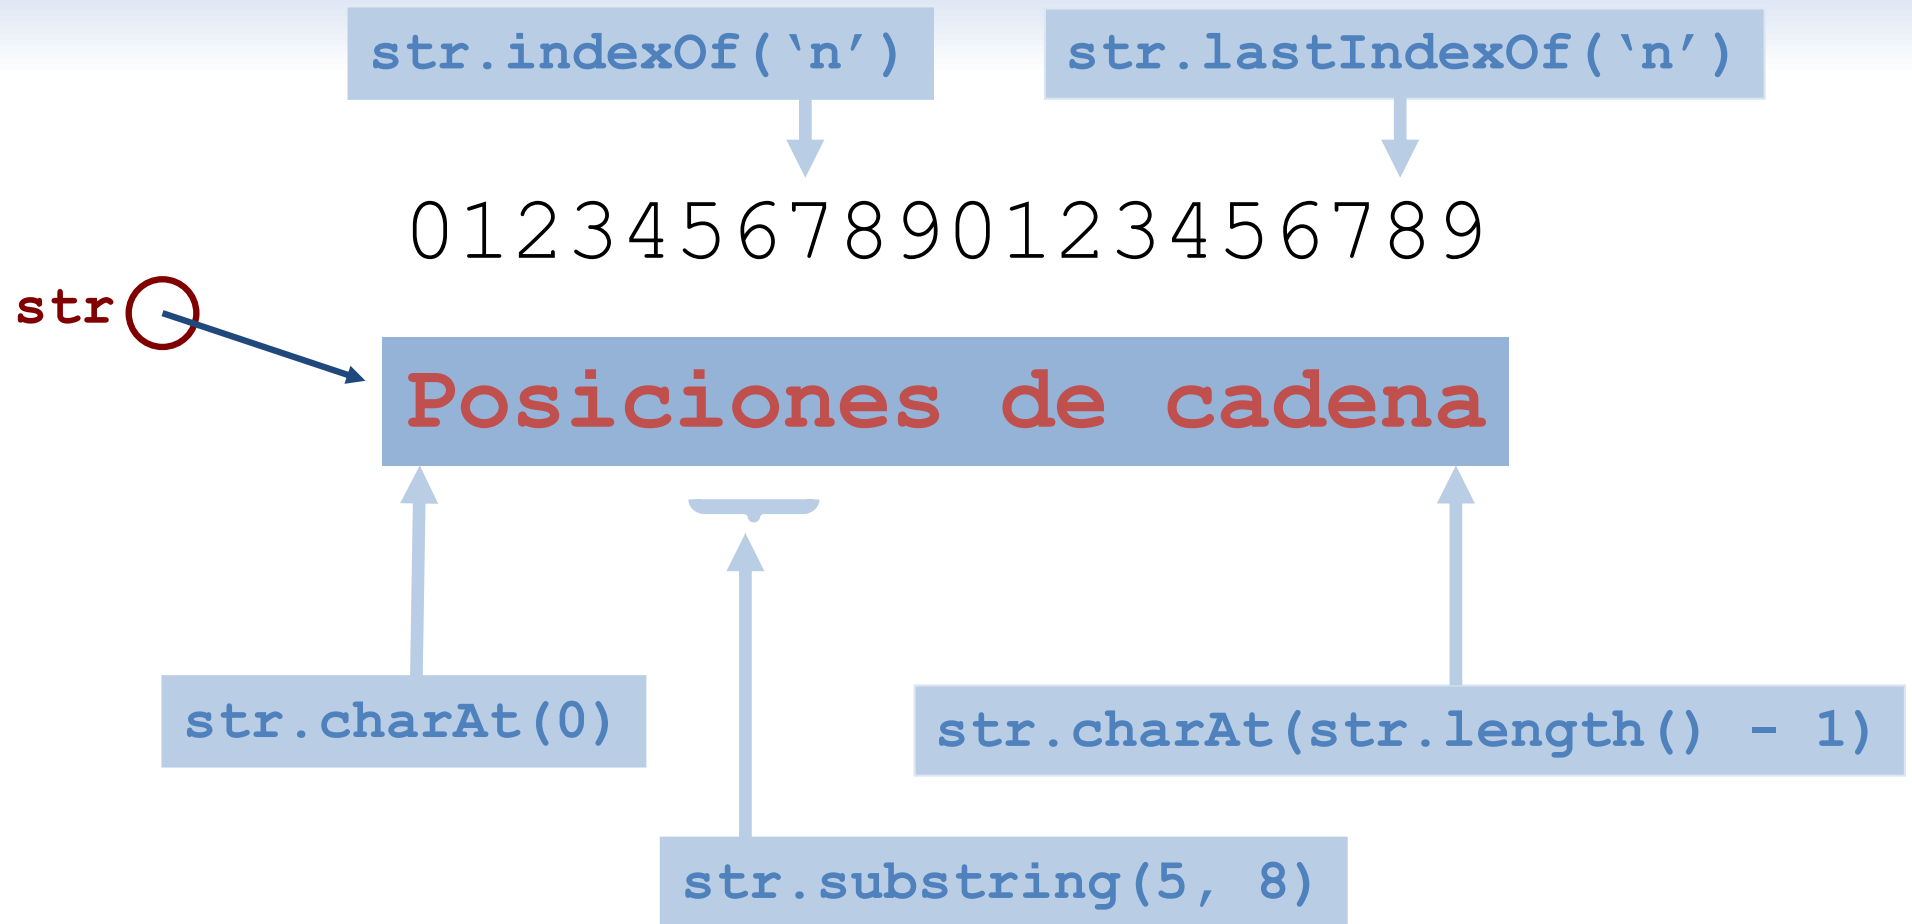 str.indexOf(‘n’) str.lastIndexOf(‘n’)
01234567890123456789
str
Posiciones de cadena
str.charAt(0) str.charAt(str.length() - 1)
str.substring(5, 8)